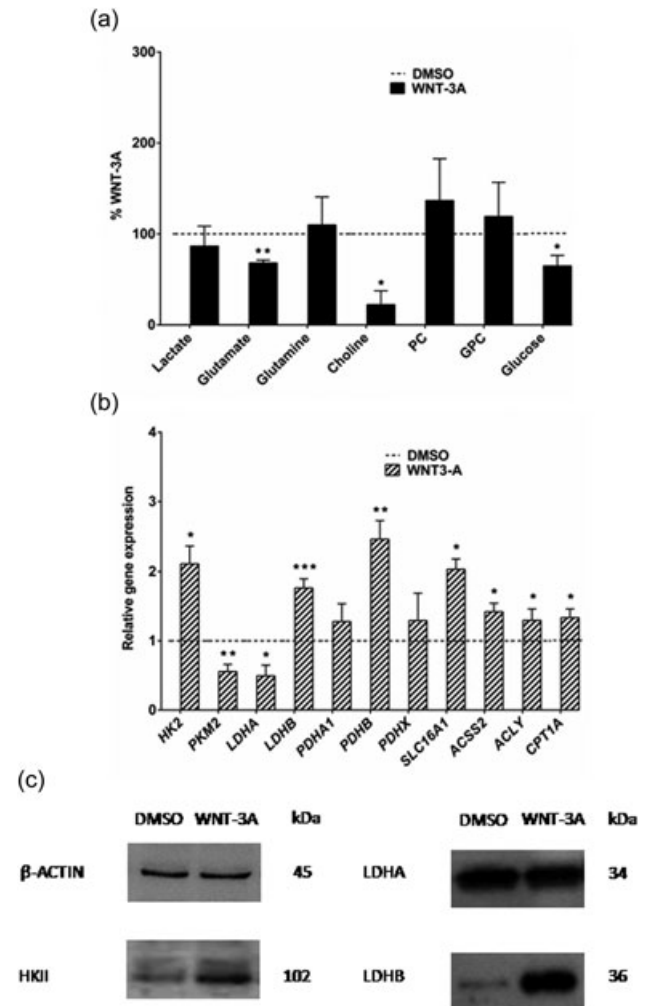 (a)
300
200
100
0
% WNT-3A
DMSO
WNT-3A
**
*
*
Lactate
Glutamate
Glutamine
Choline
PC
GPC
Glucose
(b)
4
3
2
1
0
Relative gene expression
DMSO
WNT3-A
*
**
*
***
**
*
*
*
*
HK2
PKM2
LDHA
LDHB
PDHA1
PDHB
PDHX
SLC16A1
ACSS2
ACLY
CPT1A
(c)
DMSO WNT-3A kDa
β-ACTIN 45
HKII 102
DMSO WNT-3A kDa
LDHA 34
LDHB 36